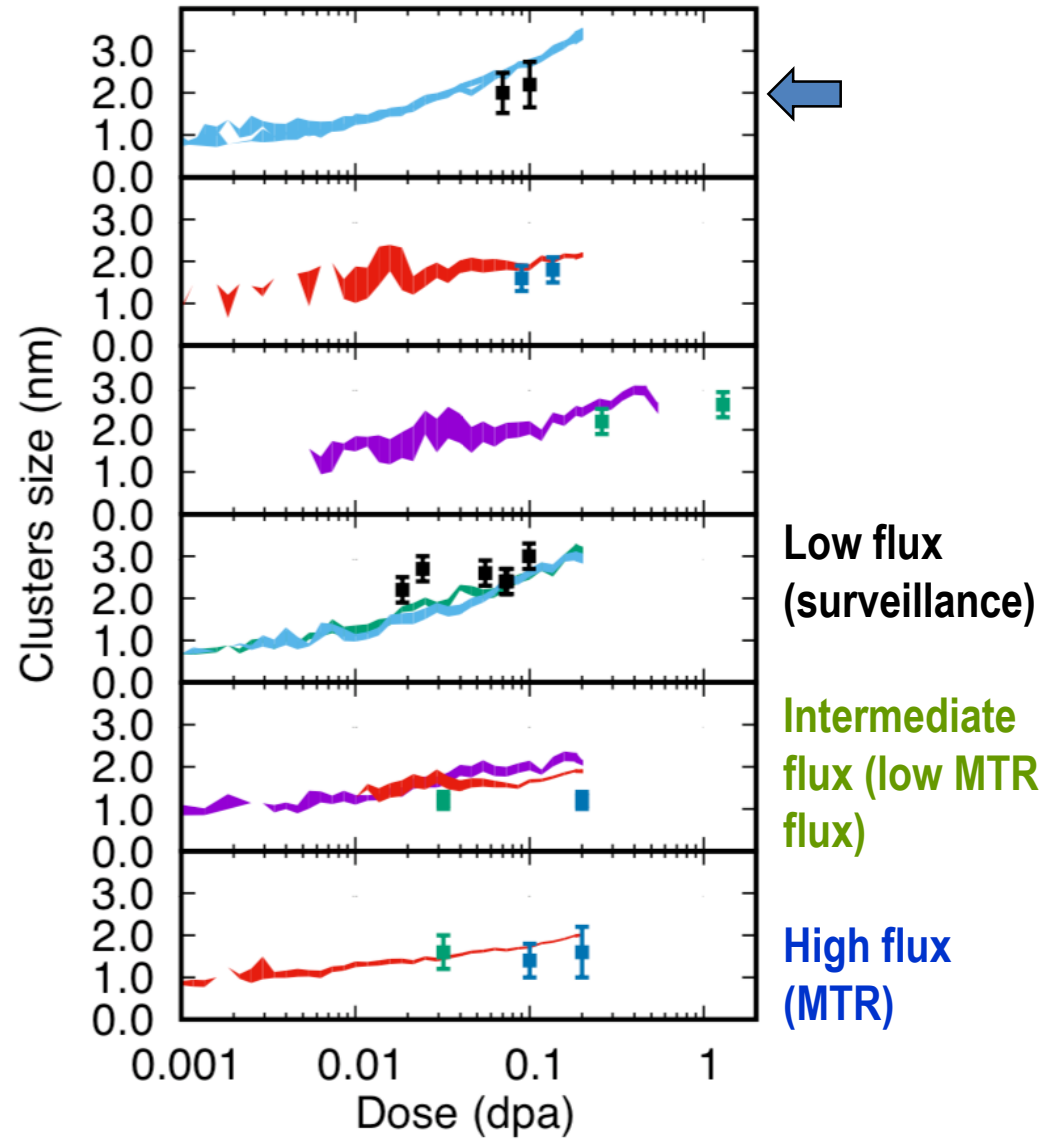 Clusters size (nm)
3.0
2.0
1.0
0.0
3.0
2.0
1.0
0.0
3.0
2.0
1.0
0.0
3.0
2.0
1.0
0.0
3.0
2.0
1.0
0.0
3.0
2.0
1.0
0.0
0.001 0.01 0.1 1
Dose (dpa)
Low flux
(surveillance)
Intermediate
flux (low MTR
flux)
High flux
(MTR)